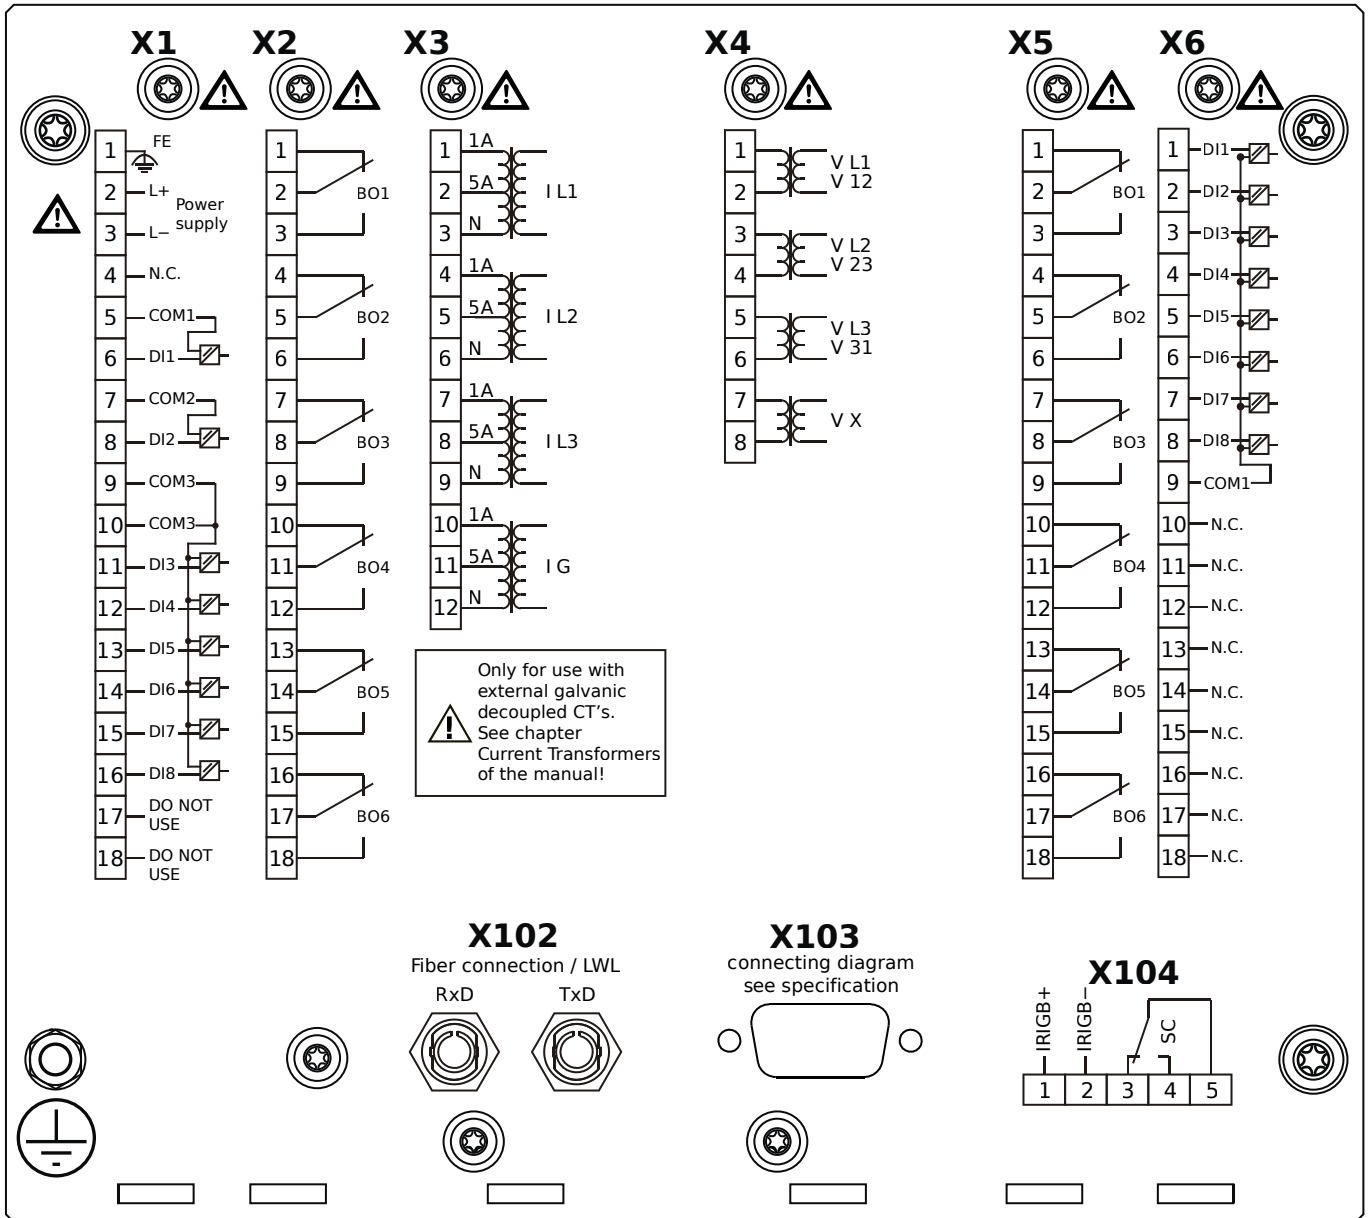 X1 X2 X3 X4 X5 X6
1 FE
2 L+
Power
supply
3 L−
4 N.C.
5 COM1
6 DI1
7 COM2
8 DI2
9 COM3
10 COM3
11 DI3
12 DI4
13 DI5
14 DI6
15 DI7
16 DI8
17 DO NOT
USE
18 DO NOT
USE
1
2 BO1
3
4
5 BO2
6
7
8 BO3
9
10
11 BO4
12
13
14 BO5
15
16
17 BO6
18
1 1A
2 5A I L1
3 N
4 1A
5 5A I L2
6 N
7 1A
8 5A I L3
9 N
10 1A
11 5A I G
12 N
Only for use with
external galvanic
decoupled CT's.
See chapter
Current Transformers
of the manual!
1 V L1
2 V 12
3 V L2
4 V 23
5 V L3
6 V 31
7 V X
8
1
2 BO1
3
4
5 BO2
6
7
8 BO3
9
10
11 BO4
12
13
14 BO5
15
16
17 BO6
18
1 DI1
2 DI2
3 DI3
4 DI4
5 DI5
6 DI6
7 DI7
8 DI8
9 COM1
10 N.C.
11 N.C.
12 N.C.
13 N.C.
14 N.C.
15 N.C.
16 N.C.
17 N.C.
18 N.C.
X102
Fiber connection / LWL
RxD TxD
X103
connecting diagram
see specification
X104
IRIGB+
IRIGB−
SC
1 2 3 4 5